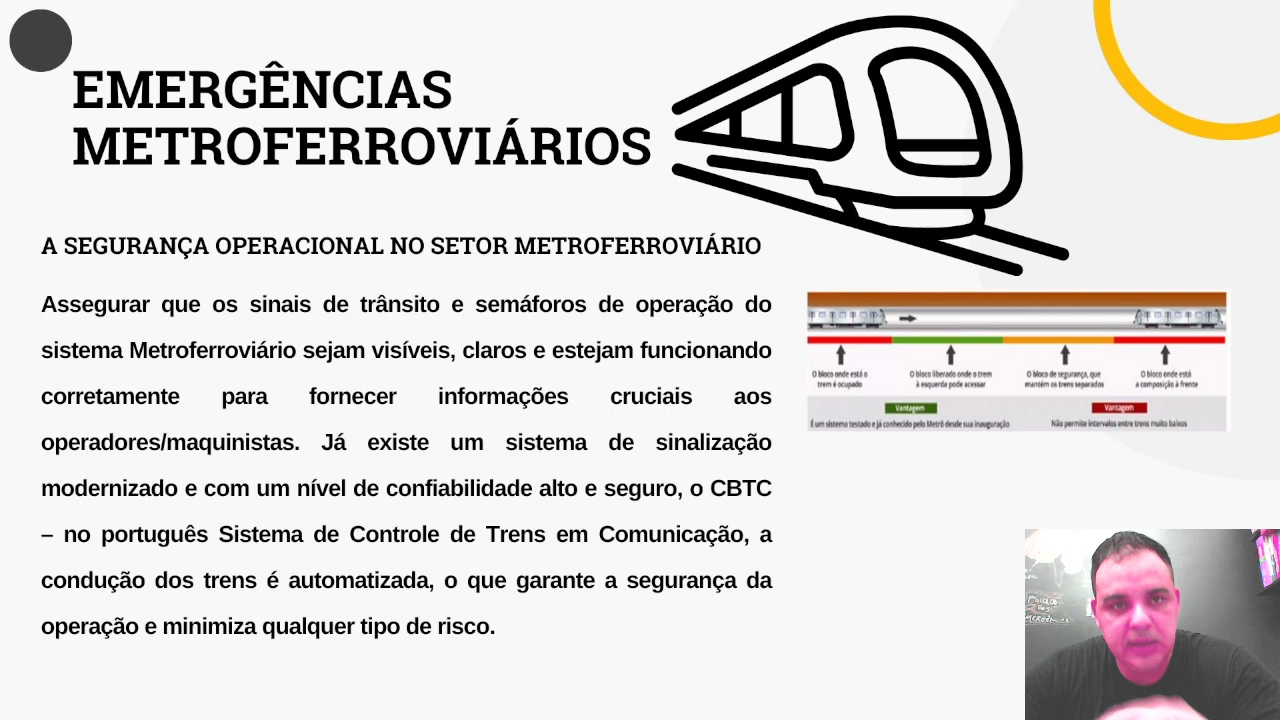 EMERGÊNCIAS
METROFERROVIÁRIOS
A SEGURANÇA OPERACIONAL NO SETOR METROFERROVIÁRIO
Assegurar que os sinais de trânsito e semáforos de operação do
sistema Metroferroviário sejam visíveis, claros e estejam funcionando
corretamente para fornecer informações cruciais aos
operadores/maquinistas. Já existe um sistema de sinalização
modernizado e com um nível de confiabilidade alto e seguro, o CBTC
– no português Sistema de Controle de Trens em Comunicação, a
condução dos trens é automatizada, o que garante a segurança da
operação e minimiza qualquer tipo de risco.
O bloco onde está o
trem é ocupado
O bloco liberado onde o trem
à esquerda pode acessar
O bloco de segurança, que
mantém os trens separados
O bloco onde está
a composição à frente
Vantagem
É um sistema testado e já conhecido pelo Metrô desde sua inauguração
Vantagem
Não permite intervalos entre trens muito baixos